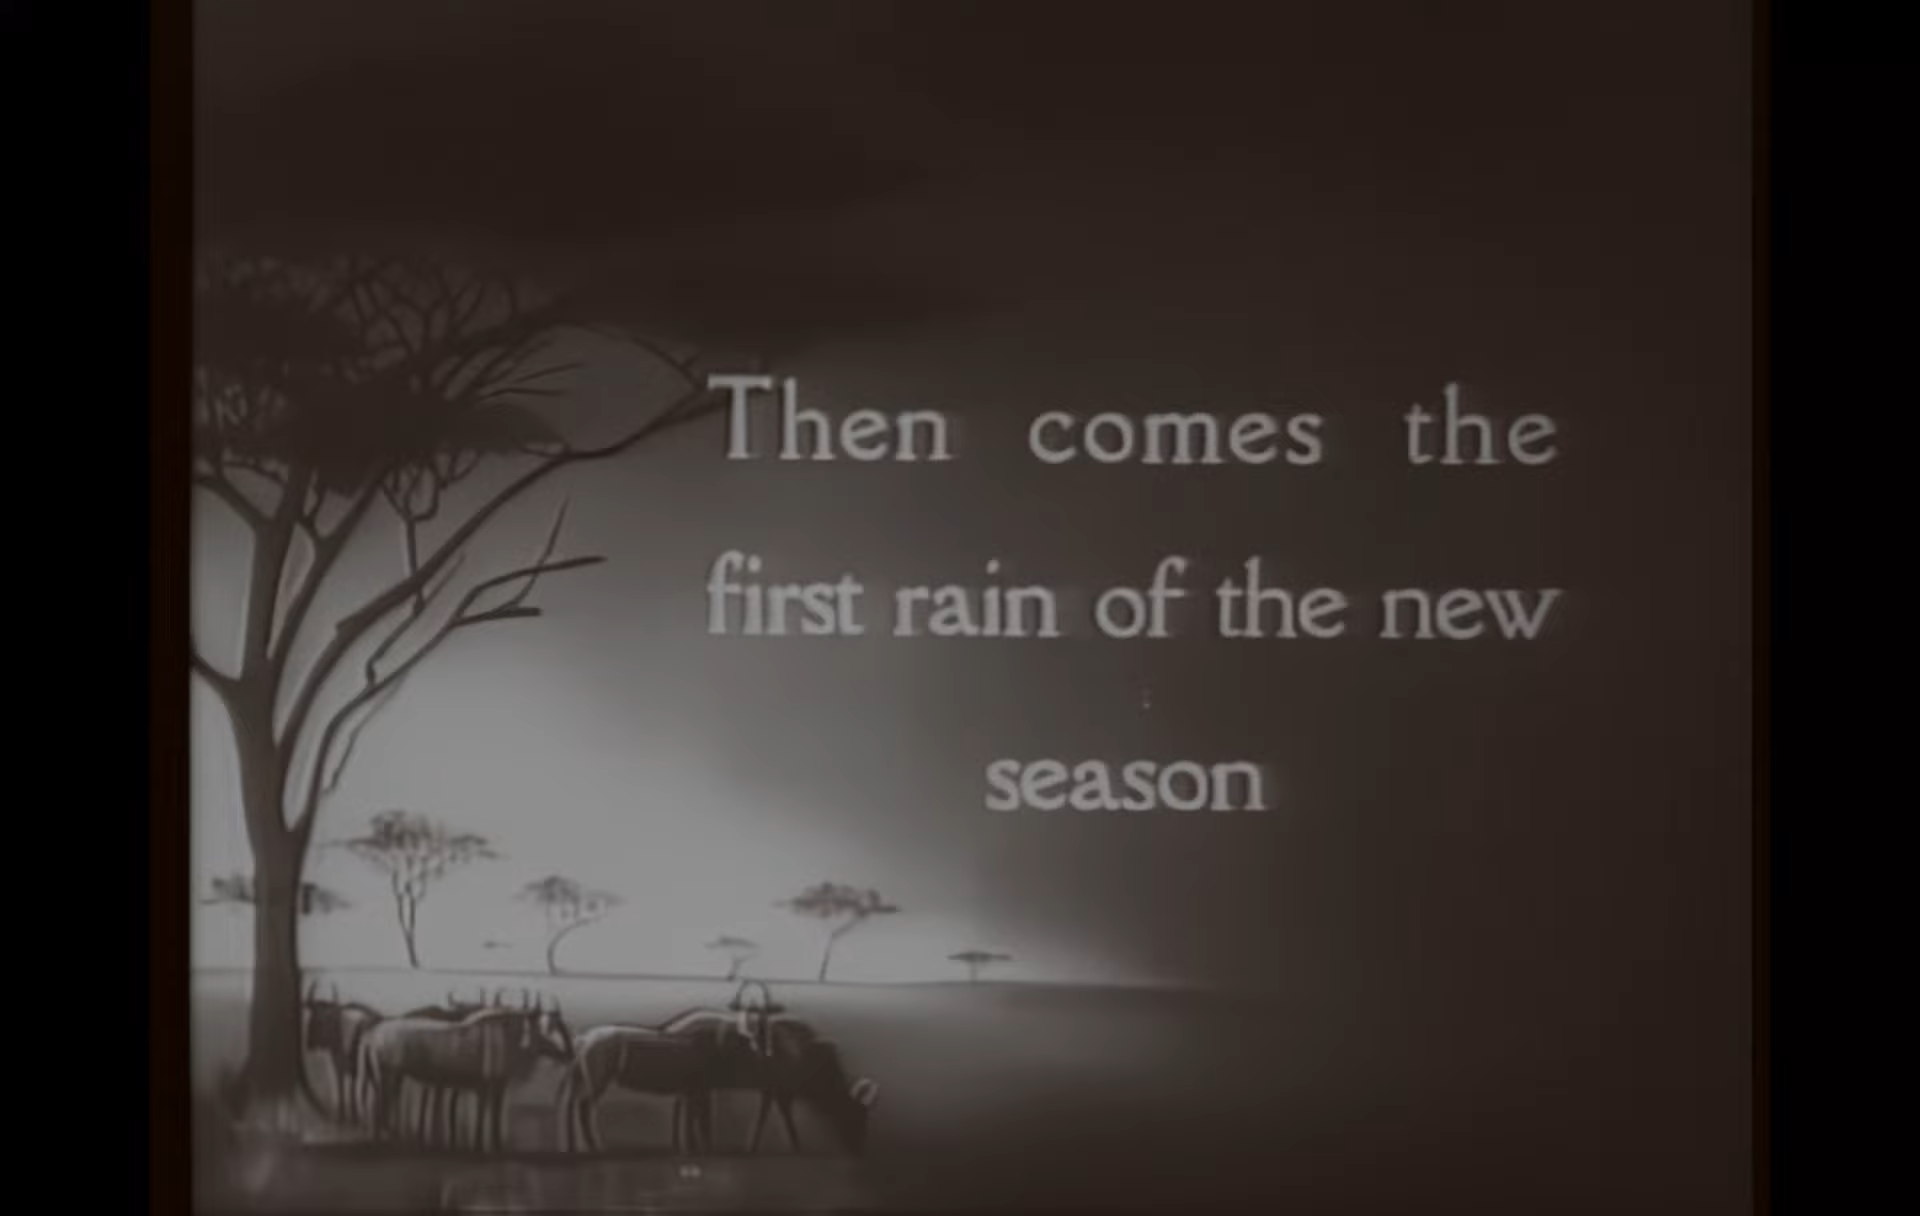 Then comes the
first rain of the new
season